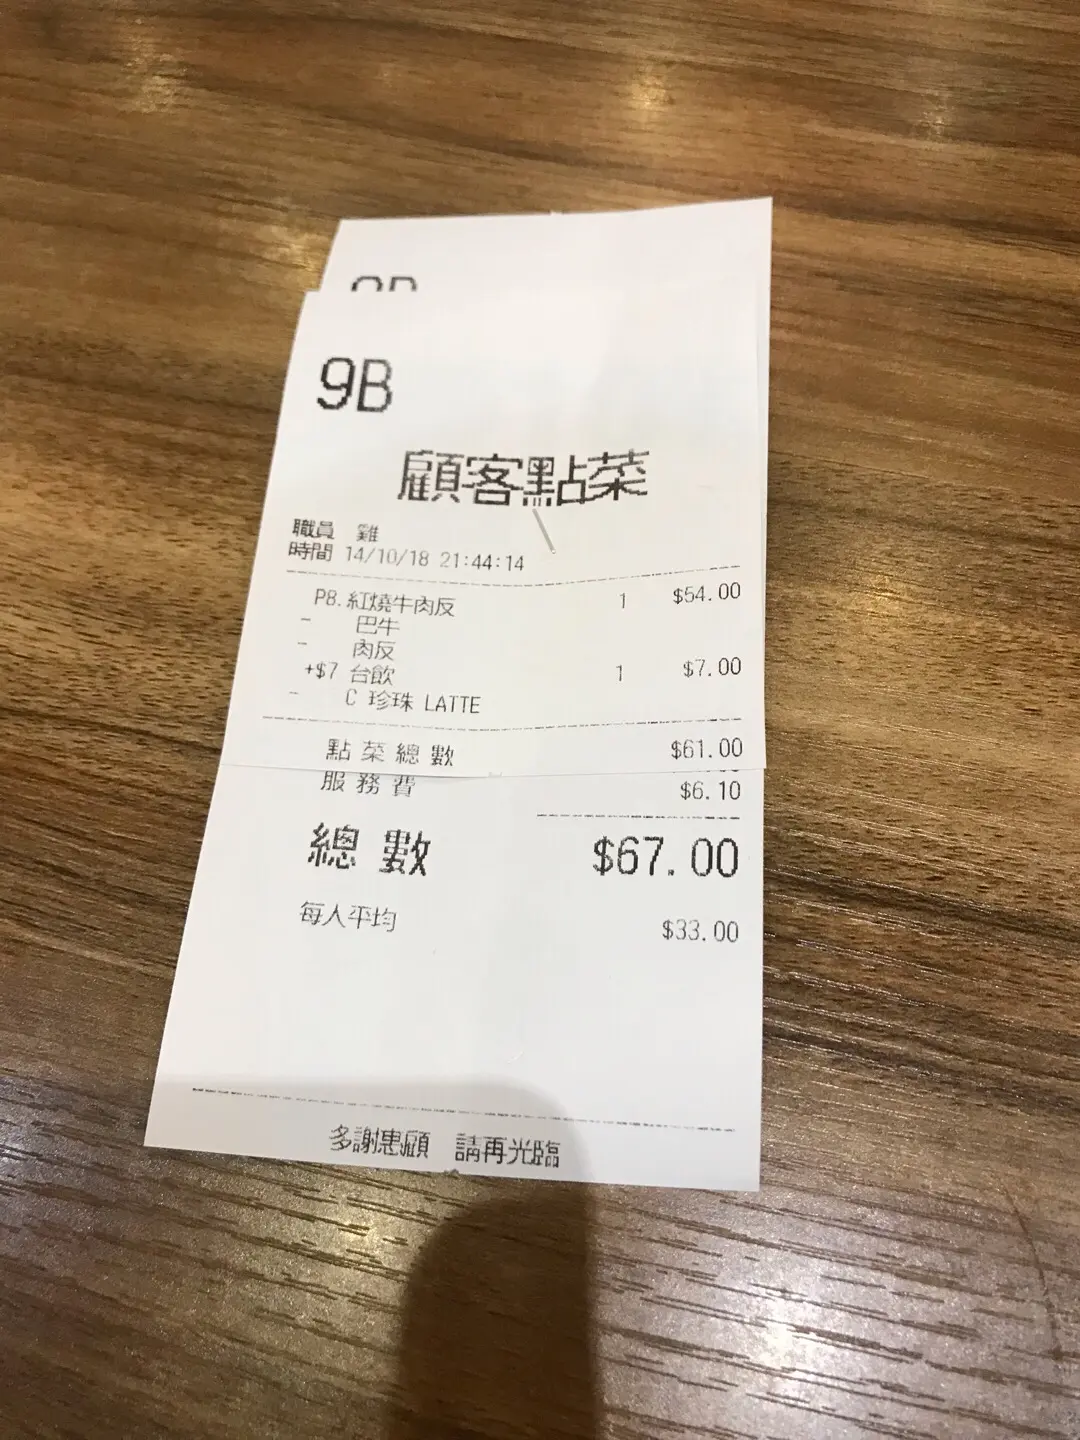 9B
顧客點菜
職員 雞
時間 14/10/18 21:44:14
P8.紅燒牛肉反 1 $54.00
- 巴牛
- 肉反
+$7 台飲 1 $7.00
- C 珍珠 LATTE
點菜總數 $61.00
服務費 $6.10
總數 $67.00
每人平均 $33.00
多謝惠顧 請再光臨